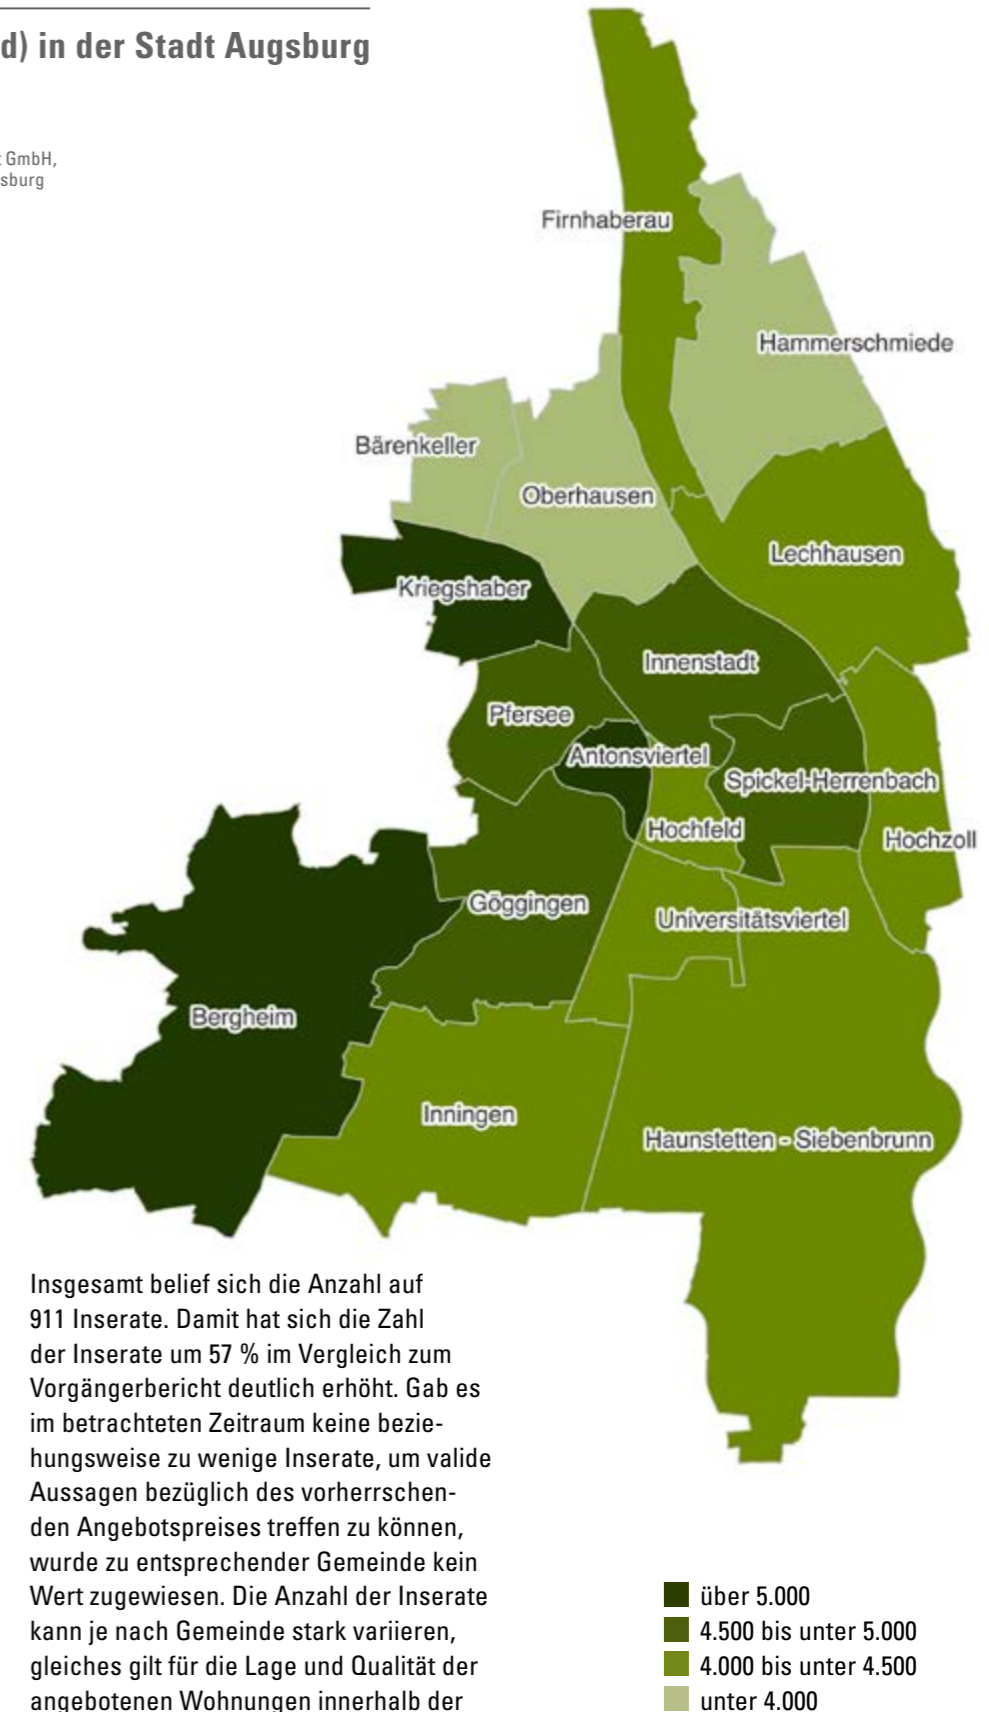 d) in der Stadt Augsburg
GmbH,
sburg
Firnhaberau
Hammerschmiede
Bärenkeller
Oberhausen
Lechhausen
Kriegshaber
Innenstadt
Pfersee
Antonsviertel
Spickel-Herrenbach
Hochfeld
Hochzoll
Göggingen
Universitätsviertel
Bergheim
Inningen
Haunstetten - Siebenbrunn
Insgesamt belief sich die Anzahl auf
911 Inserate. Damit hat sich die Zahl
der Inserate um 57 % im Vergleich zum
Vorgängerbericht deutlich erhöht. Gab es
im betrachteten Zeitraum keine bezie-
hungsweise zu wenige Inserate, um valide
Aussagen bezüglich des vorherrschen-
den Angebotspreises treffen zu können,
wurde zu entsprechender Gemeinde kein
Wert zugewiesen. Die Anzahl der Inserate
kann je nach Gemeinde stark variieren,
gleiches gilt für die Lage und Qualität der
angebotenen Wohnungen innerhalb der
über 5.000
4.500 bis unter 5.000
4.000 bis unter 4.500
unter 4.000